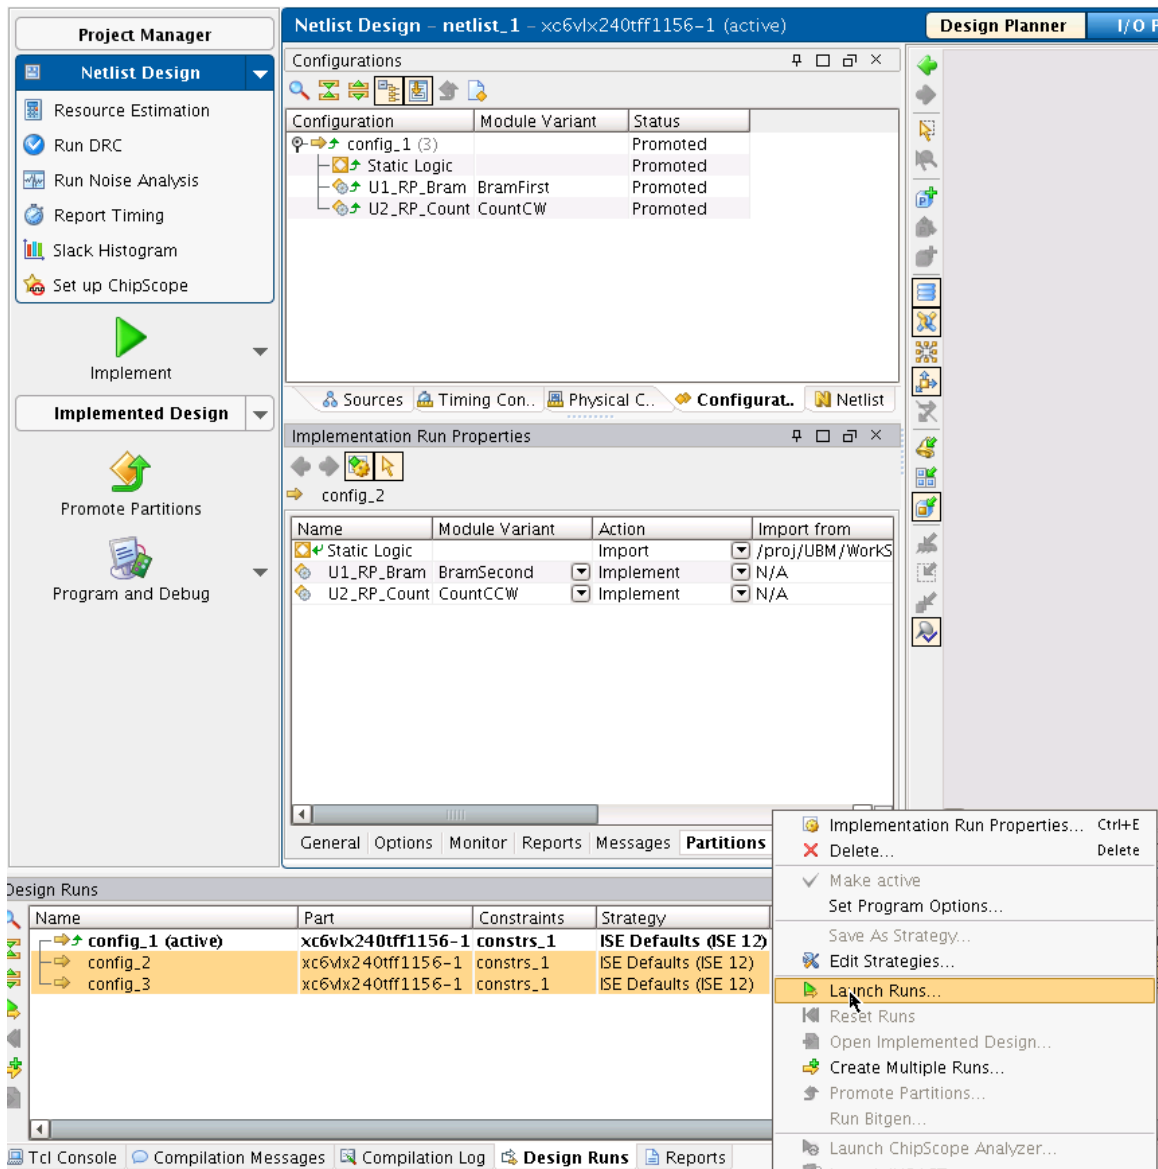 Project Manager
Netlist Design
Resource Estimation
Run DRC
Run Noise Analysis
Report Timing
Slack Histogram
Set up ChipScope
Implement
Implemented Design
Promote Partitions
Program and Debug
Netlist Design - netlist_1 - xc6vlx240tff1156-1 (active)
Design Planner I/O P
Configurations
Configuration Module Variant Status
config_1 (3) Promoted
Static Logic Promoted
U1_RP_Bram BramFirst Promoted
U2_RP_Count CountCW Promoted
Sources Timing Con.. Physical C.. Configurat.. Netlist
Implementation Run Properties
config_2
Name Module Variant Action Import from
Static Logic Import /proj/UBM/WorkS
U1_RP_Bram BramSecond Implement N/A
U2_RP_Count CountCCW Implement N/A
General Options Monitor Reports Messages Partitions
Design Runs
Name Part Constraints Strategy
config_1 (active) xc6vlx240tff1156-1 constrs_1 ISE Defaults (ISE 12)
config_2 xc6vlx240tff1156-1 constrs_1 ISE Defaults (ISE 12)
config_3 xc6vlx240tff1156-1 constrs_1 ISE Defaults (ISE 12)
Implementation Run Properties... Ctrl+E
Delete... Delete
Make active
Set Program Options...
Save As Strategy...
Edit Strategies...
Launch Runs...
Reset Runs
Open Implemented Design...
Create Multiple Runs...
Promote Partitions...
Run Bitgen...
Launch ChipScope Analyzer...
Tcl Console Compilation Messages Compilation Log Design Runs Reports